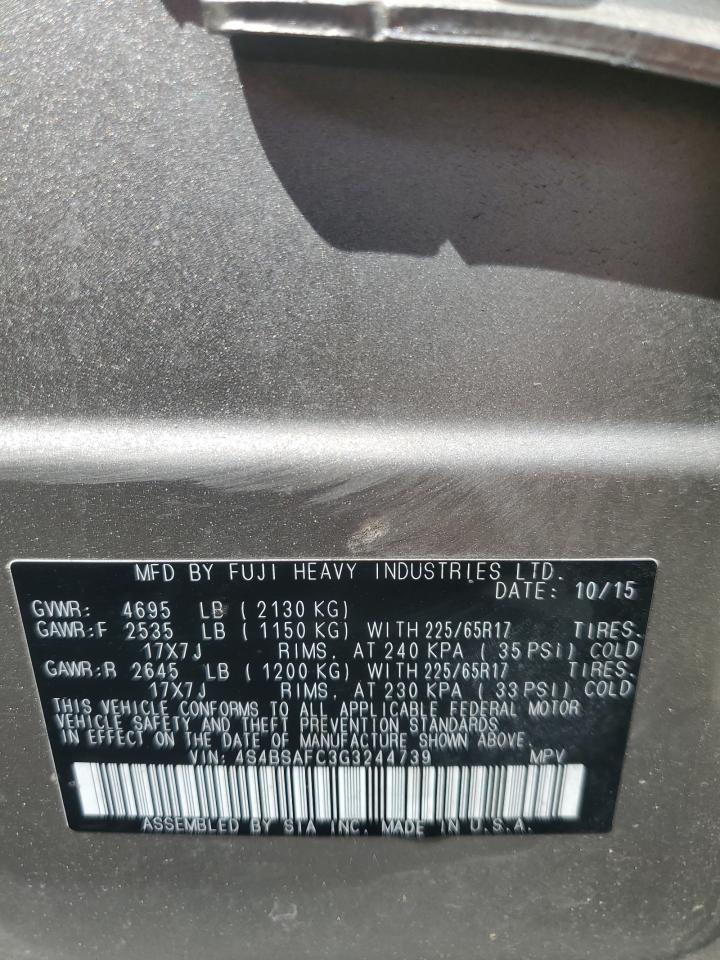 MFD BY FUJI HEAVY INDUSTRIES LTD.
DATE: 10/15
GVWR: 4695 LB ( 2130 KG)
GAWR:F 2535 LB ( 1150 KG) WITH 225/65R17 TIRES.
17X7J RIMS, AT 240 KPA ( 35 PSI) COLD
GAWR:R 2645 LB ( 1200 KG) WITH 225/65R17 TIRES.
17X7J RIMS, AT 230 KPA ( 33 PSI) COLD
THIS VEHICLE CONFORMS TO ALL APPLICABLE FEDERAL MOTOR
VEHICLE SAFETY AND THEFT PREVENTION STANDARDS
IN EFFECT ON THE DATE OF MANUFACTURE SHOWN ABOVE.
VIN: 4S4BSAFC3G3244739 MPV
ASSEMBLED BY SIA INC. MADE IN U.S.A.